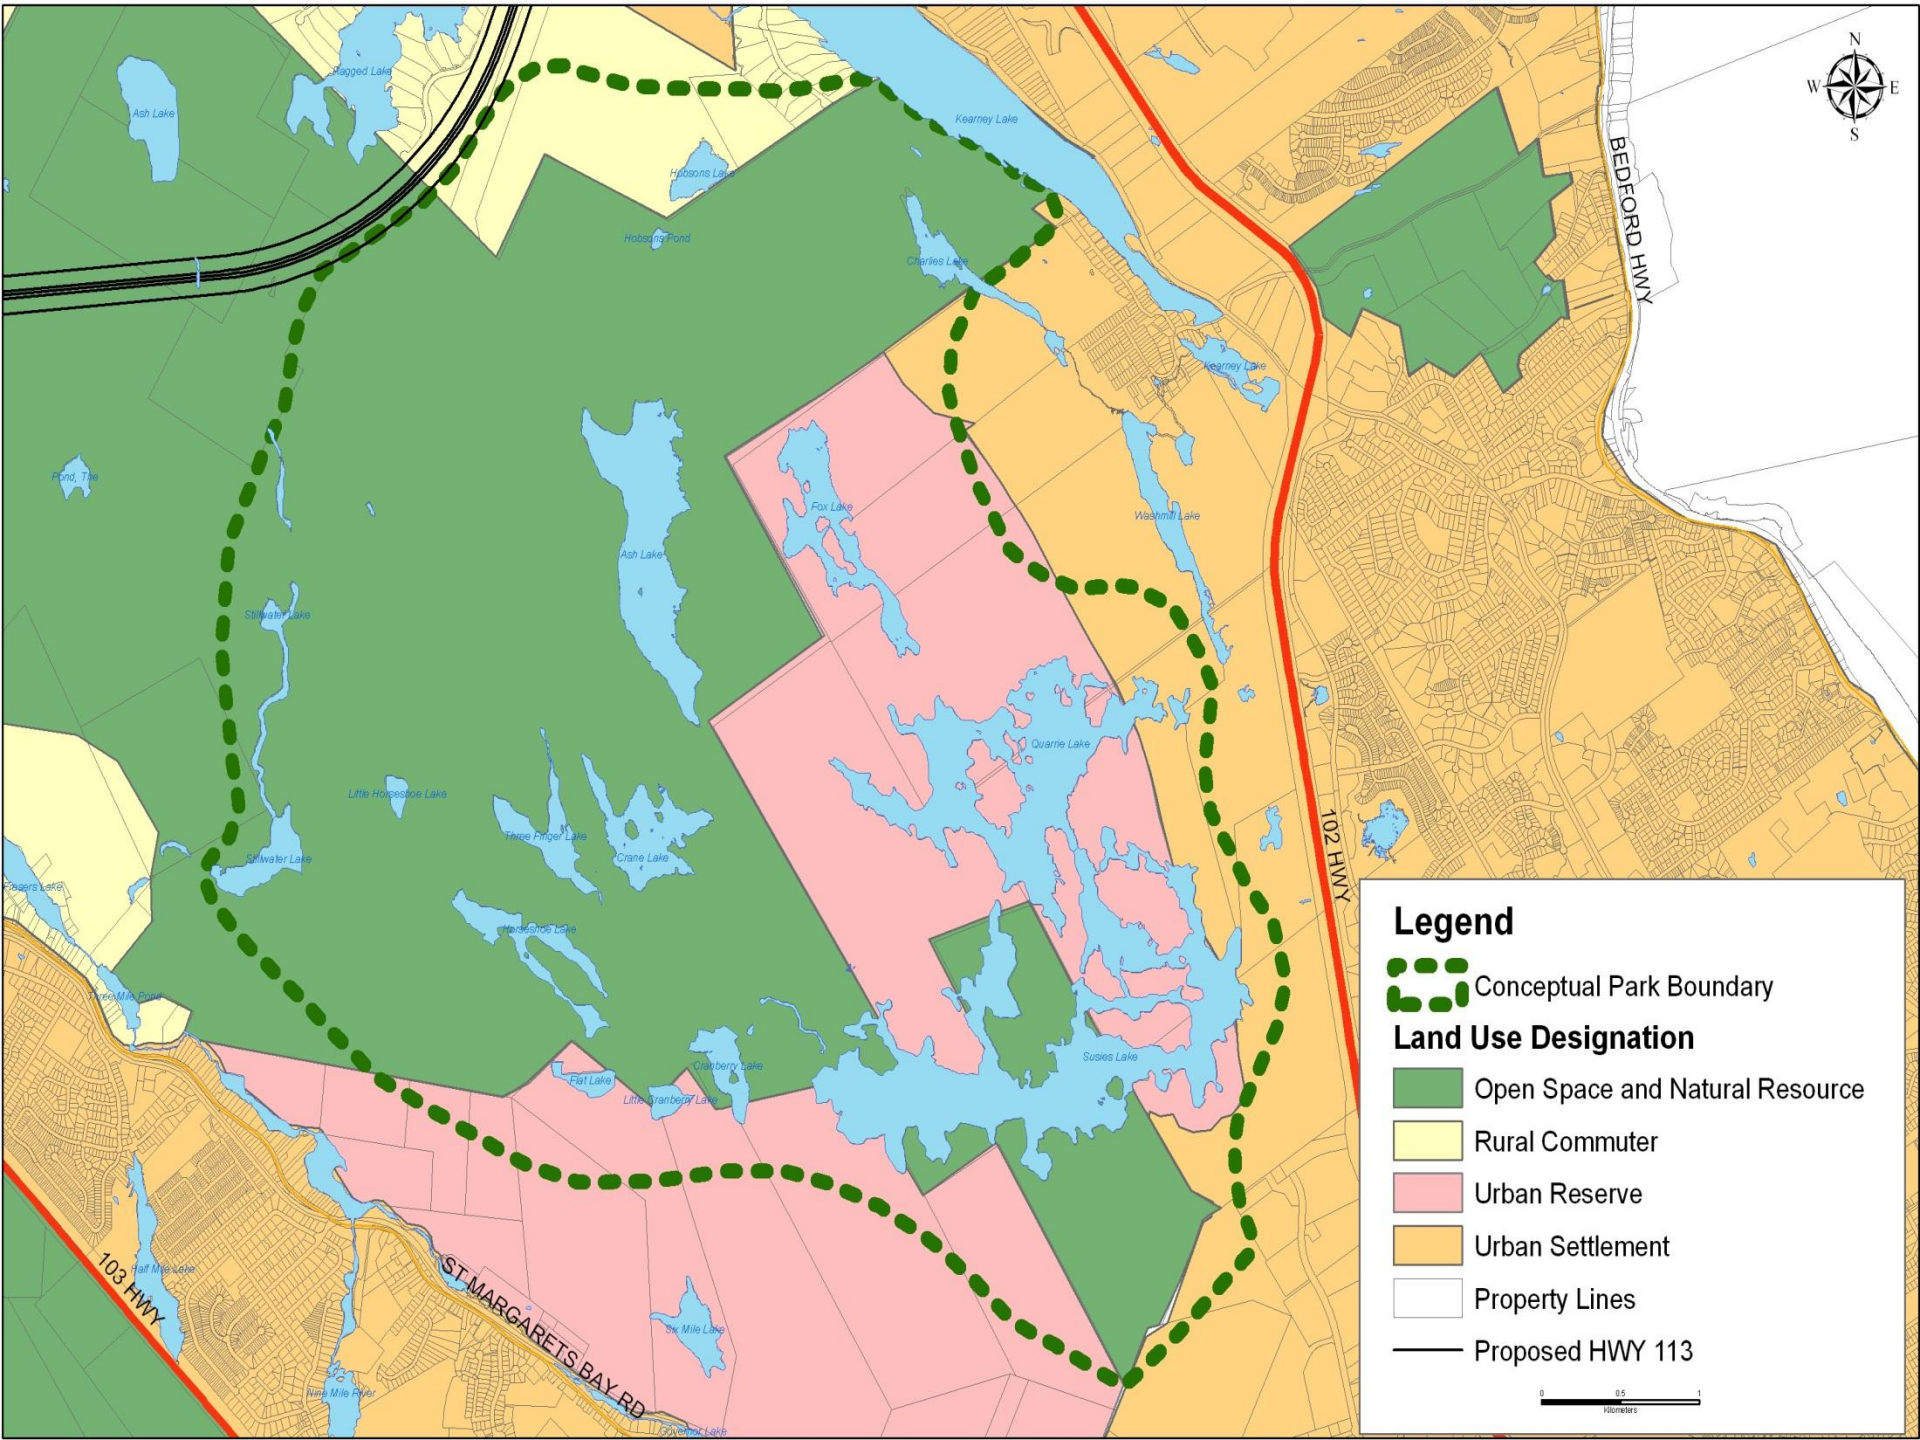 N
W E
S
Ragged Lake
Ash Lake
Kearney Lake
Hobsons Lake
BEDFORD HWY
Hobsons Pond
Charlies Lake
Kearney Lake
Pond, The
Fox Lake
Washmill Lake
Ash Lake
Stillwater Lake
Quarrie Lake
Little Horseshoe Lake
Three Finger Lake
Crane Lake
Stillwater Lake
102 HWY
Frasers Lake
Horseshoe Lake
Three Mile Pond
Susies Lake
Cranberry Lake
Flat Lake
Little Cranberry Lake
Half Mile Lake
103 HWY
ST MARGARETS BAY RD
Six Mile Lake
Nine Mile River
Governor Lake
Legend
Conceptual Park Boundary
Land Use Designation
Open Space and Natural Resource
Rural Commuter
Urban Reserve
Urban Settlement
Property Lines
Proposed HWY 113
0 0.5 1
Kilometers